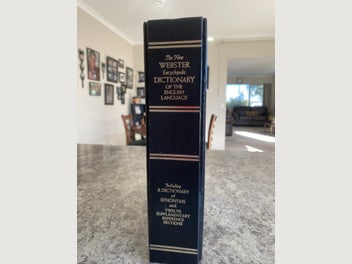 The New
WEBSTER
Encyclopedic
DICTIONARY
OF THE
ENGLISH
LANGUAGE
Including
A DICTIONARY
of
SYNONYMS
and
TWELVE
SUPPLEMENTARY
REFERENCE
SECTIONS